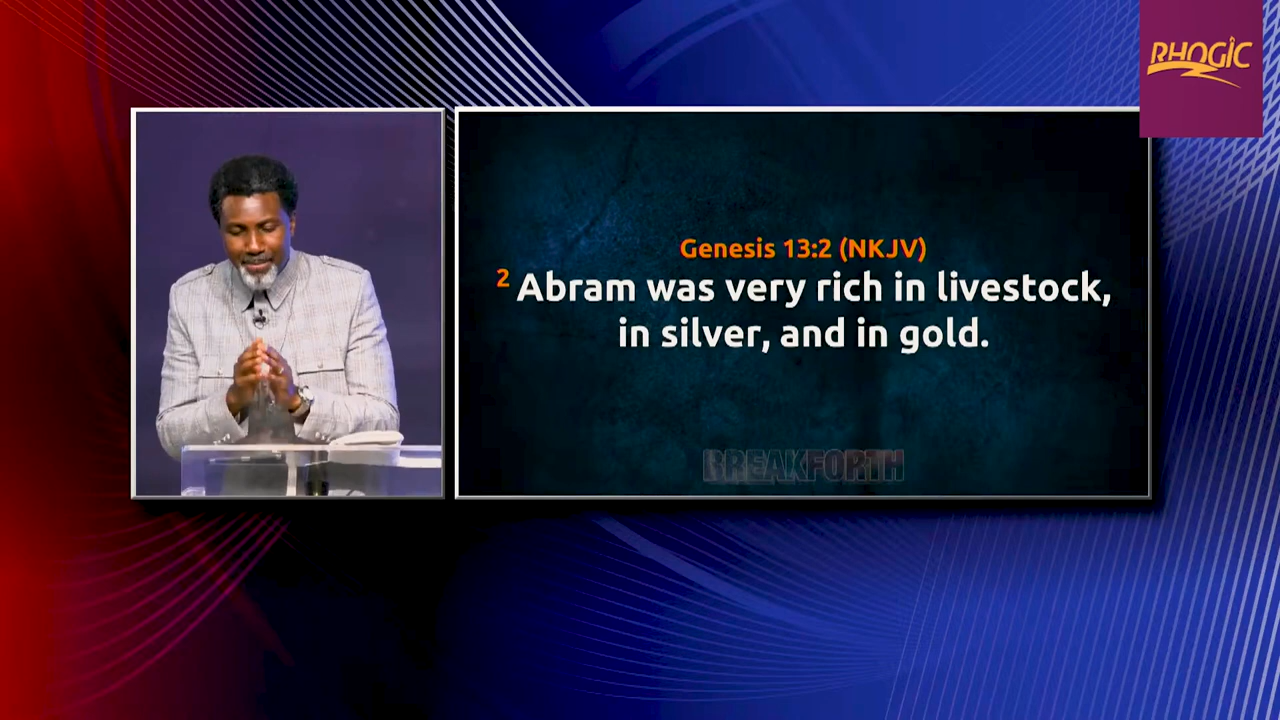 RHOGIC
Genesis 13:2 (NKJV)
2 Abram was very rich in livestock,
in silver, and in gold.
BREAKFORTH